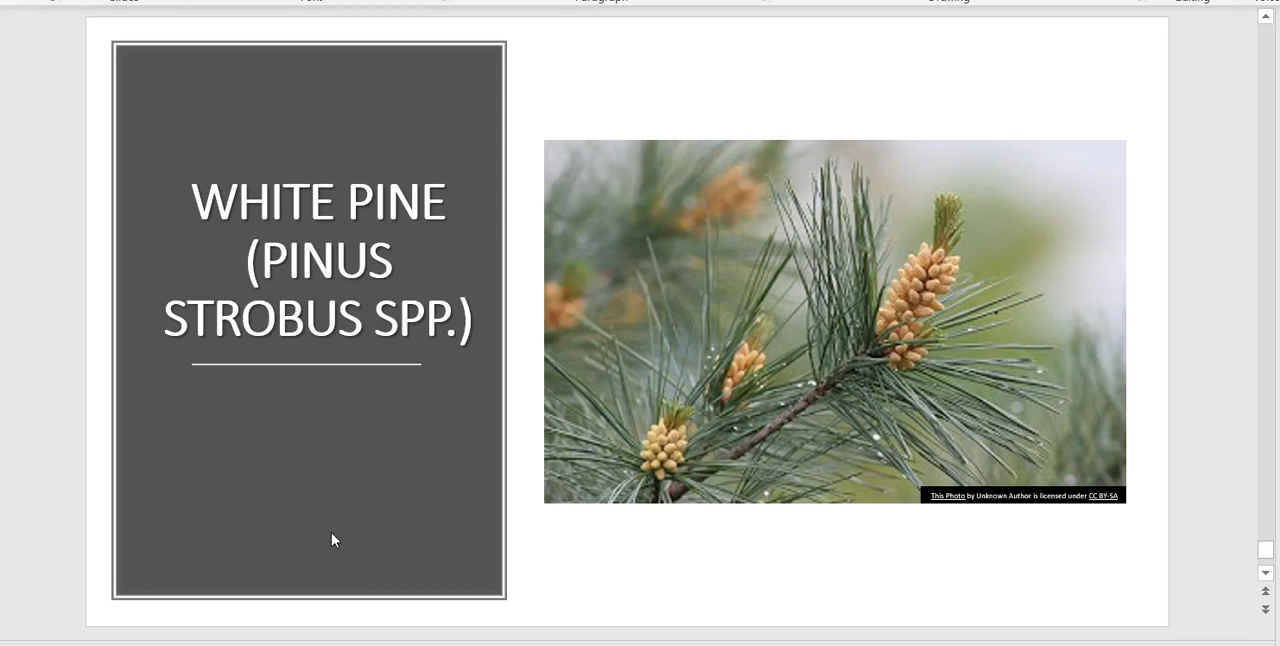 WHITE PINE
(PINUS
STROBUS SPP.)
This Photo by Unknown Author is licensed under CC BY-SA